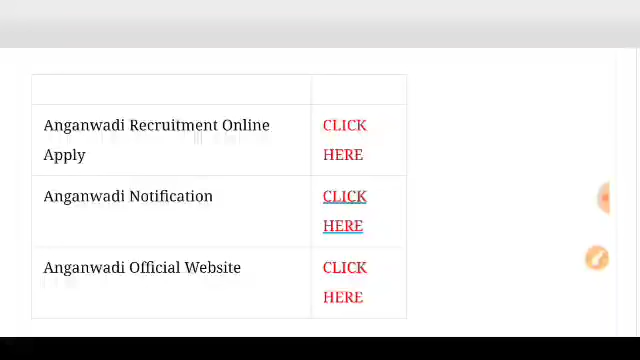 Anganwadi Recruitment Online CLICK
Apply HERE
Anganwadi Notification CLICK
HERE
Anganwadi Official Website CLICK
HERE